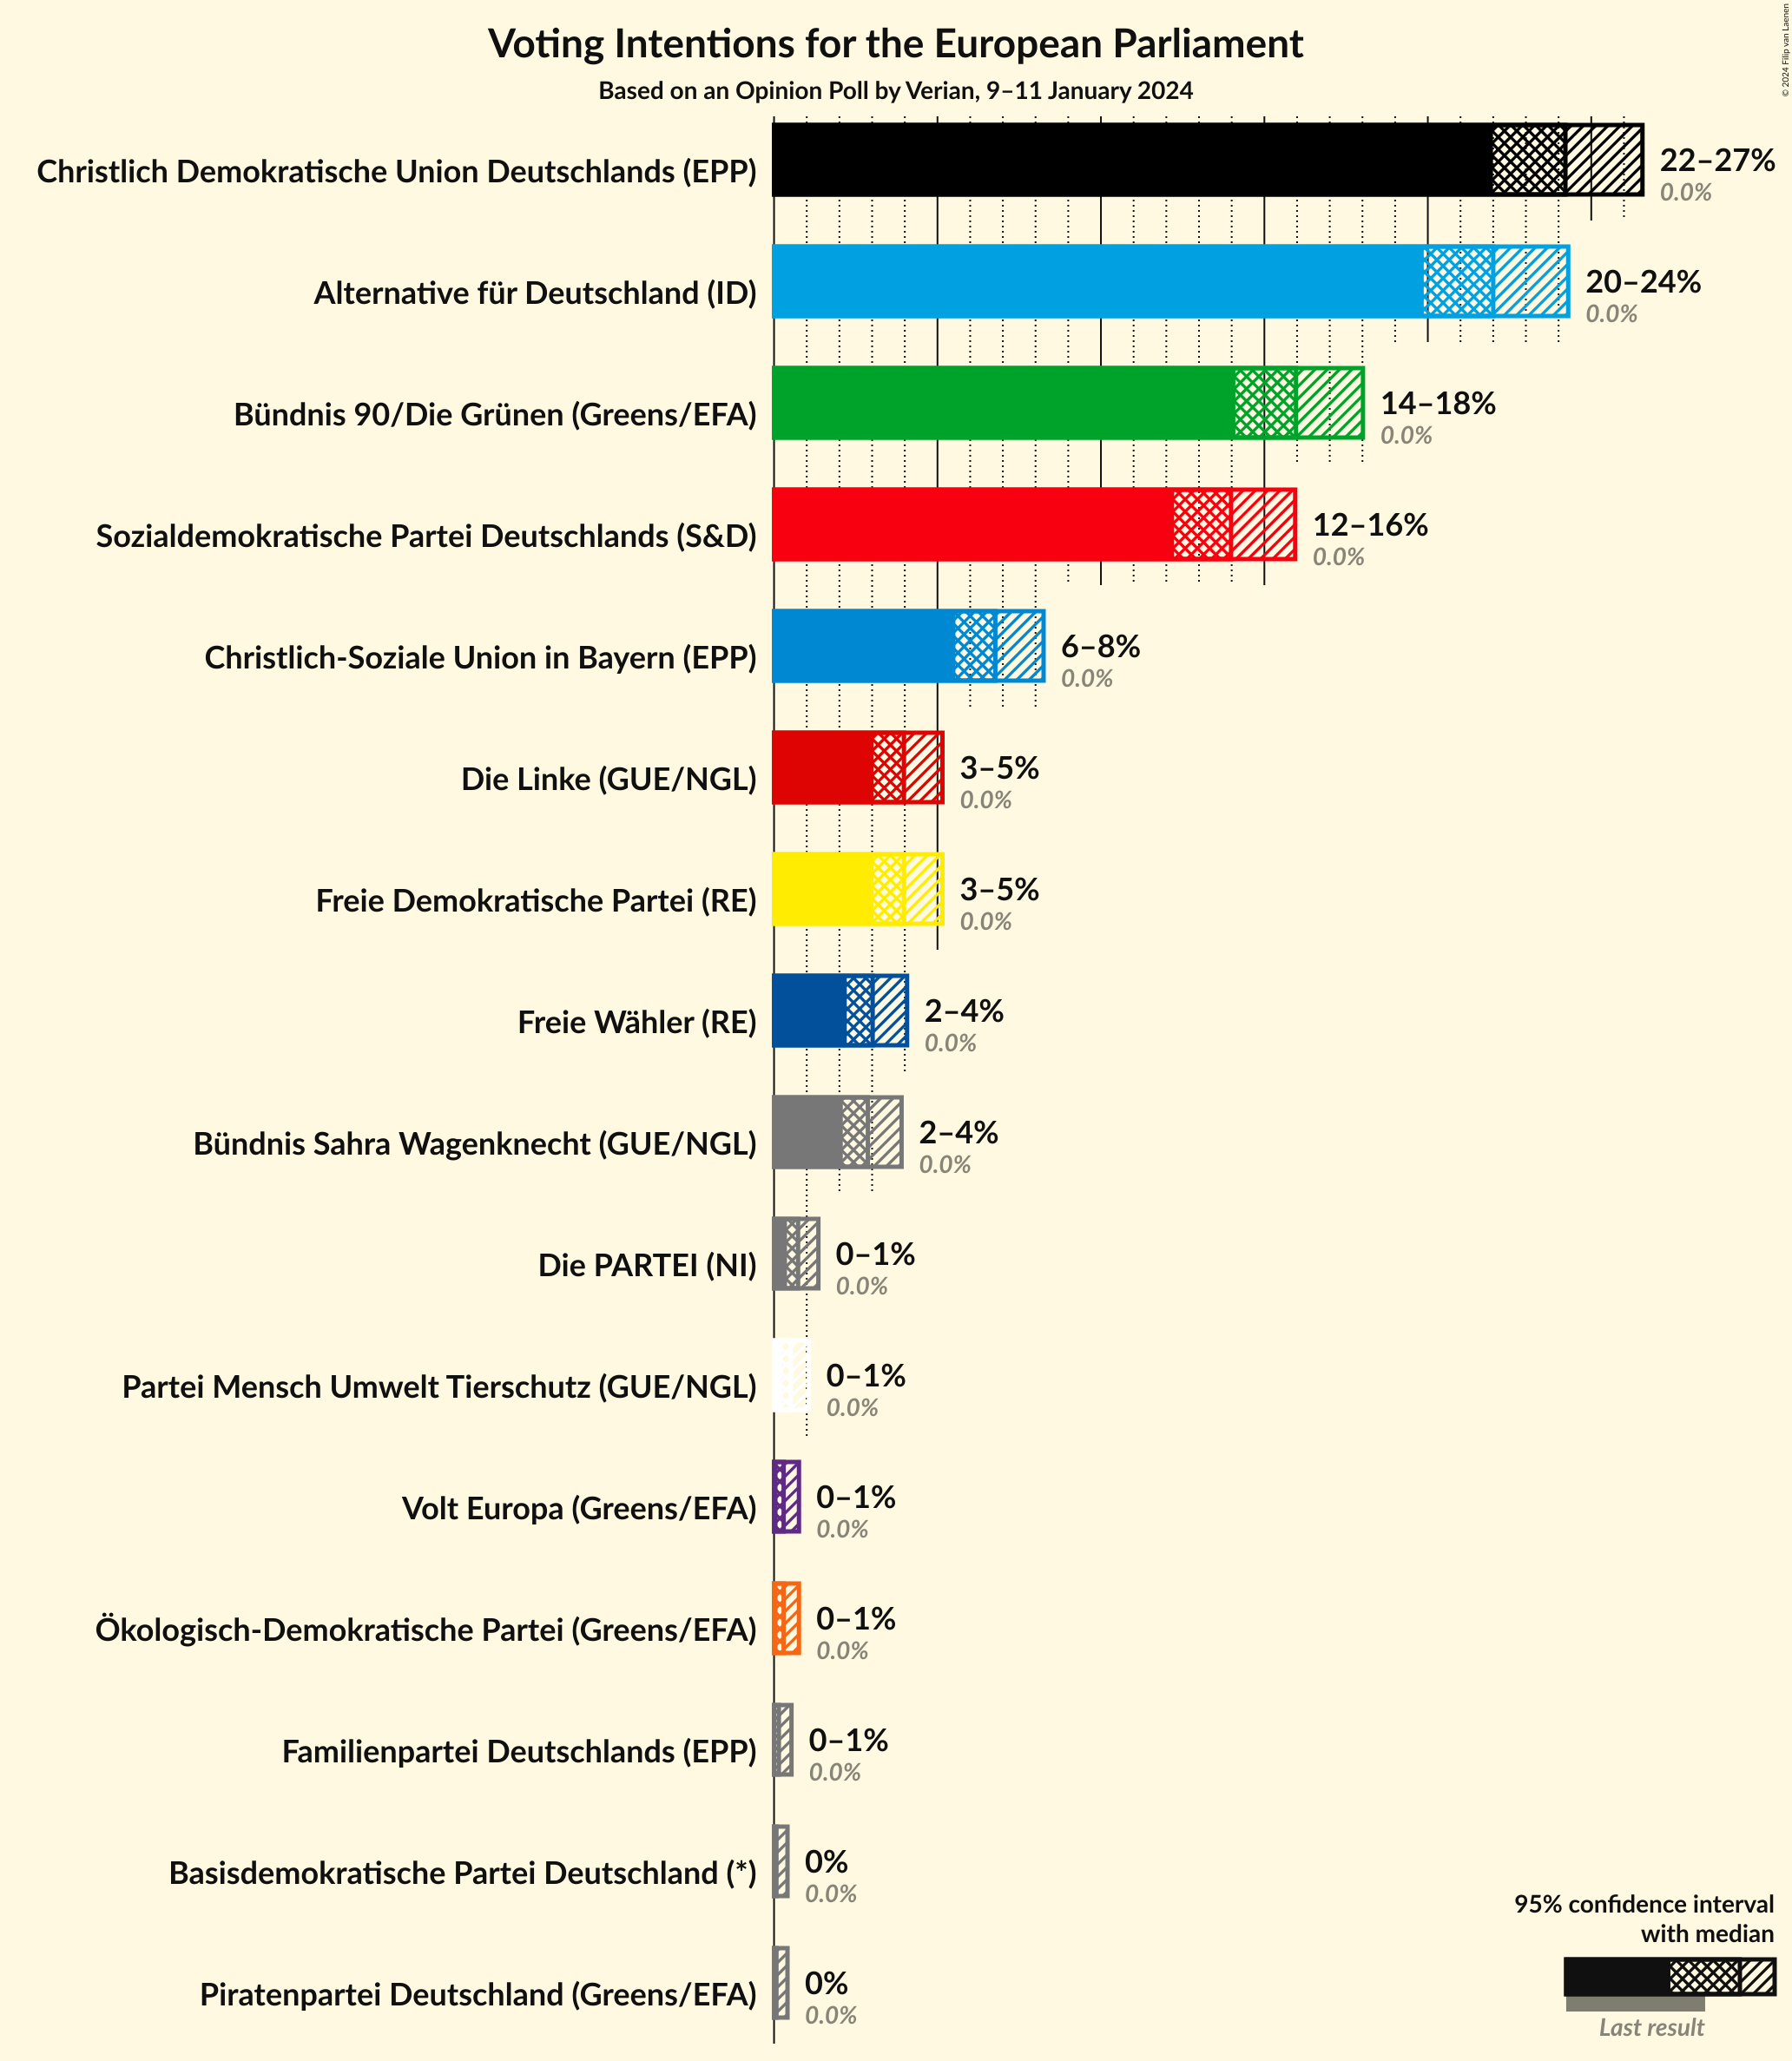 Voting Intentions for the European Parliament
Based on an Opinion Poll by Verian, 9–11 January 2024
© 2024 Filip van Laenen
Christlich Demokratische Union Deutschlands (EPP)
22–27%
0.0%
Alternative für Deutschland (ID)
20–24%
0.0%
Bündnis 90/Die Grünen (Greens/EFA)
14–18%
0.0%
Sozialdemokratische Partei Deutschlands (S&D)
12–16%
0.0%
Christlich-Soziale Union in Bayern (EPP)
6–8%
0.0%
Die Linke (GUE/NGL)
3–5%
0.0%
Freie Demokratische Partei (RE)
3–5%
0.0%
Freie Wähler (RE)
2–4%
0.0%
Bündnis Sahra Wagenknecht (GUE/NGL)
2–4%
0.0%
Die PARTEI (NI)
0–1%
0.0%
Partei Mensch Umwelt Tierschutz (GUE/NGL)
0–1%
0.0%
Volt Europa (Greens/EFA)
0–1%
0.0%
Ökologisch-Demokratische Partei (Greens/EFA)
0–1%
0.0%
Familienpartei Deutschlands (EPP)
0–1%
0.0%
Basisdemokratische Partei Deutschland (*)
0%
0.0%
Piratenpartei Deutschland (Greens/EFA)
0%
0.0%
95% confidence interval
with median
Last result